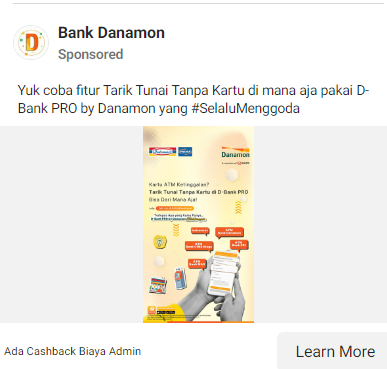 Bank Danamon
Sponsored
Yuk coba fitur Tarik Tunai Tanpa Kartu di mana aja pakai D-
Bank PRO by Danamon yang #SelaluMenggoda
Indomaret
Danamon
Kartu ATM Ketinggalan?
Tarik Tunai Tanpa Kartu di D-Bank PRO
Bisa Dari Mana Aja!
Ada Cashback Biaya Admin
Learn More